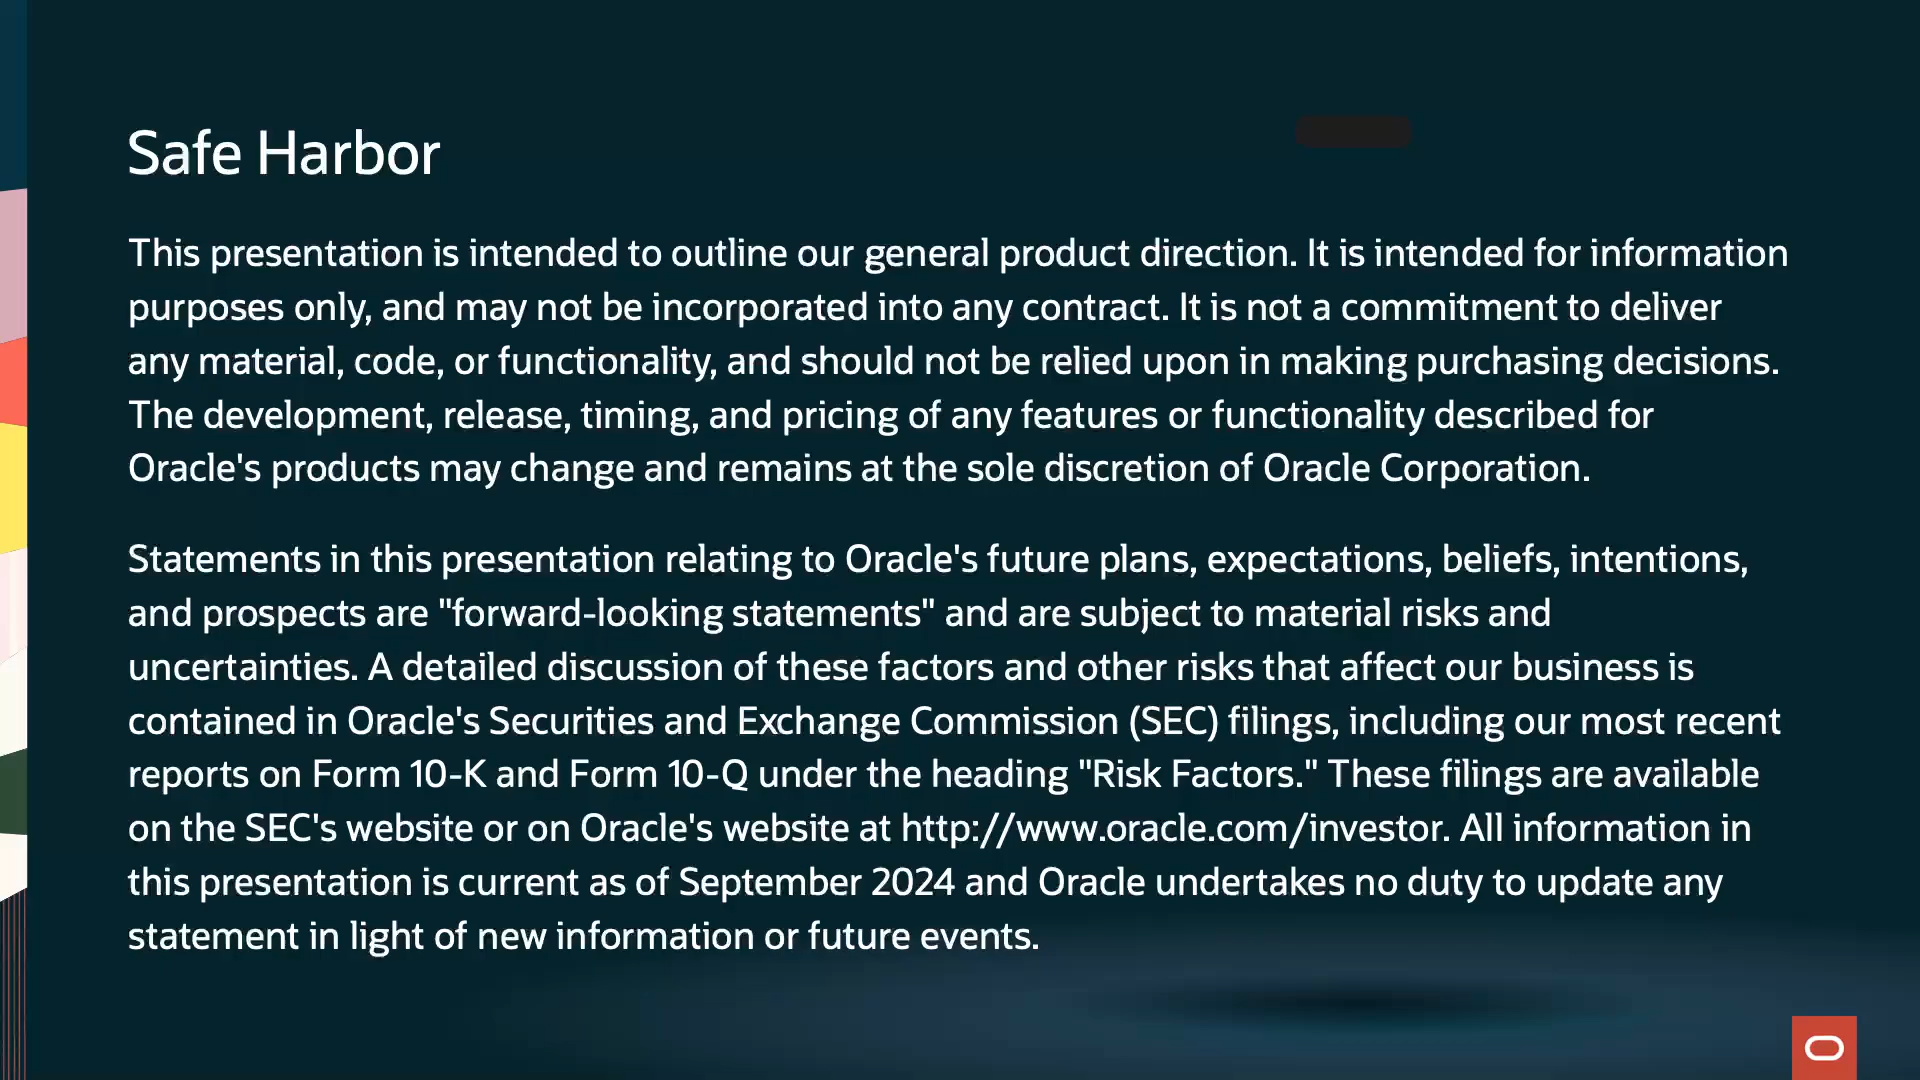 Safe Harbor
This presentation is intended to outline our general product direction. It is intended for information
purposes only, and may not be incorporated into any contract. It is not a commitment to deliver
any material, code, or functionality, and should not be relied upon in making purchasing decisions.
The development, release, timing, and pricing of any features or functionality described for
Oracle's products may change and remains at the sole discretion of Oracle Corporation.
Statements in this presentation relating to Oracle's future plans, expectations, beliefs, intentions,
and prospects are "forward-looking statements" and are subject to material risks and
uncertainties. A detailed discussion of these factors and other risks that affect our business is
contained in Oracle's Securities and Exchange Commission (SEC) filings, including our most recent
reports on Form 10-K and Form 10-Q under the heading "Risk Factors." These filings are available
on the SEC's website or on Oracle's website at http://www.oracle.com/investor. All information in
this presentation is current as of September 2024 and Oracle undertakes no duty to update any
statement in light of new information or future events.